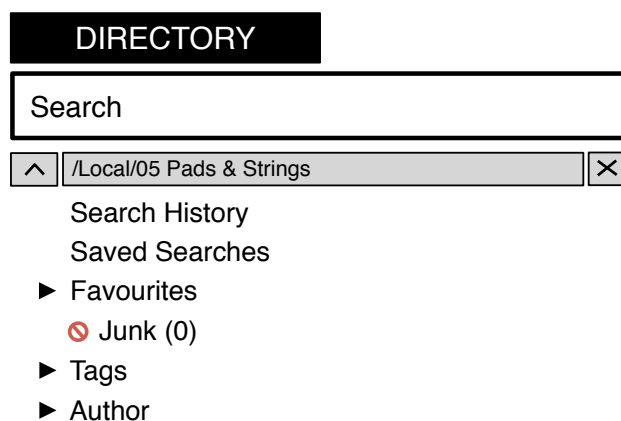 DIRECTORY
Search
/Local/05 Pads & Strings
Search History
Saved Searches
Favourites
Junk (0)
Tags
Author